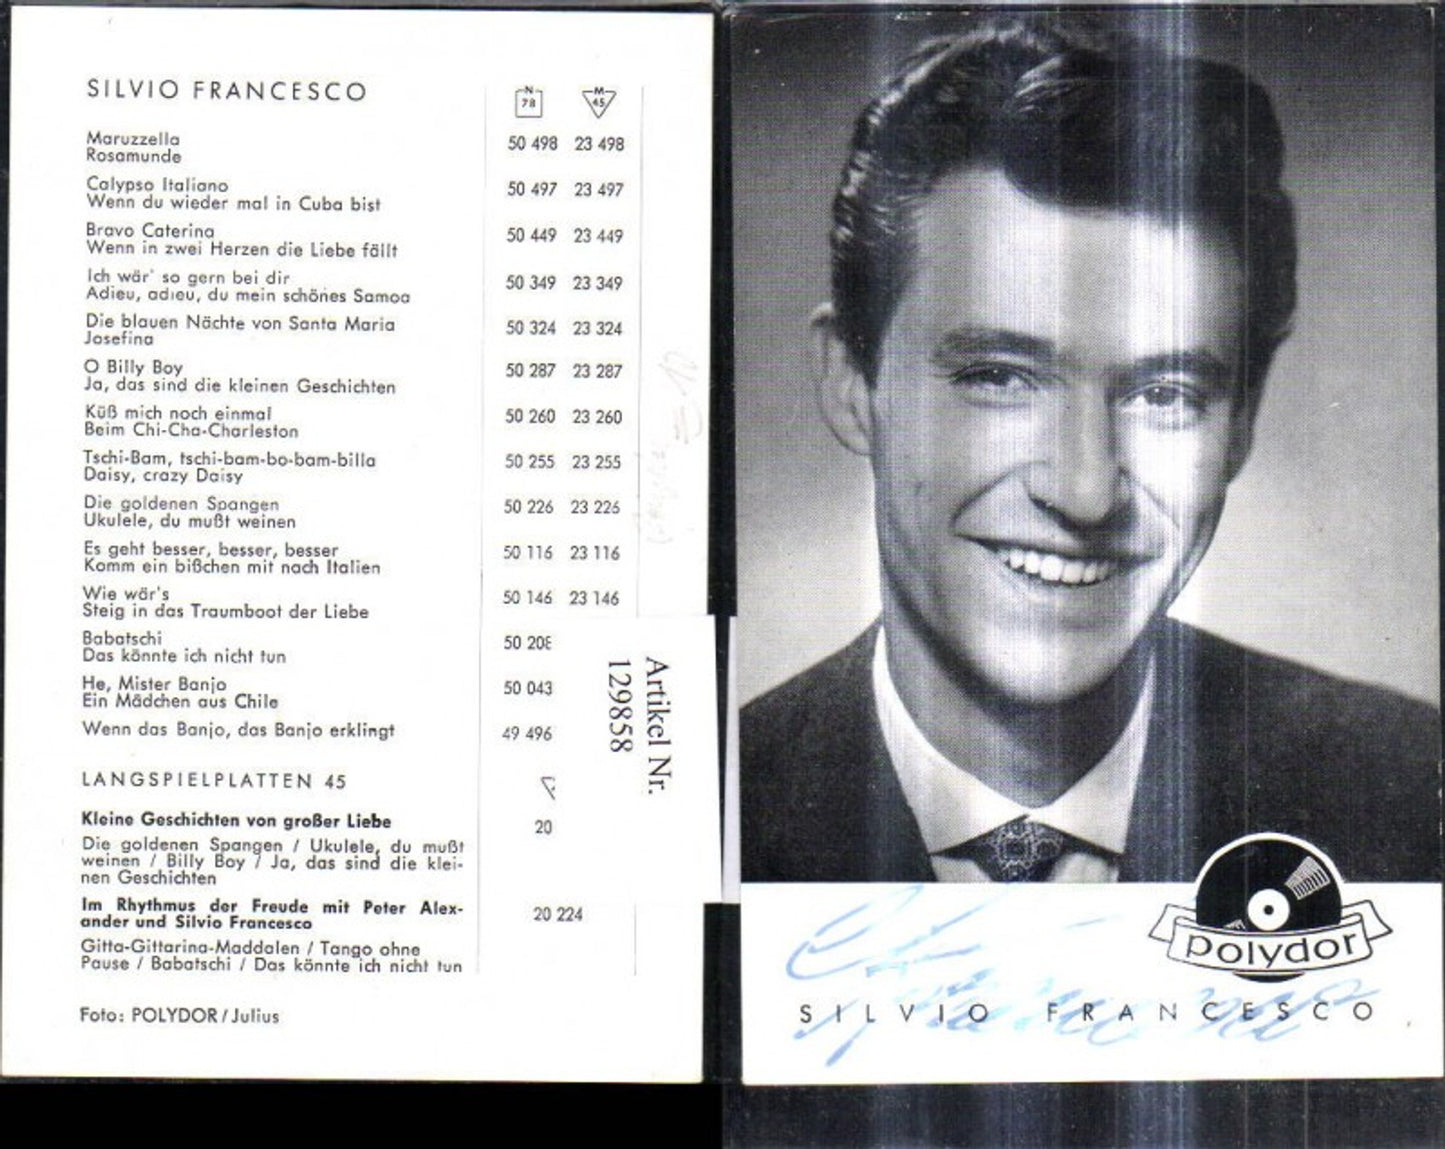 SILVIO FRANCESCO
N 78 M 45
Maruzzella
Rosamunde
50 498 23 498
Calypso Italiano
Wenn du wieder mal in Cuba bist
50 497 23 497
Bravo Caterina
Wenn in zwei Herzen die Liebe fällt
50 449 23 449
Ich wär' so gern bei dir
Adieu, adieu, du mein schönes Samoa
50 349 23 349
Die blauen Nächte von Santa Maria
Josefina
50 324 23 324
O Billy Boy
Ja, das sind die kleinen Geschichten
50 287 23 287
Küß mich noch einmal
Beim Chi-Cha-Charleston
50 260 23 260
Tschi-Bam, tschi-bam-bo-bam-billa
Daisy, crazy Daisy
50 255 23 255
Die goldenen Spangen
Ukulele, du mußt weinen
50 226 23 226
Es geht besser, besser, besser
Komm ein bißchen mit nach Italien
50 116 23 116
Wie wär's
Steig in das Traumboot der Liebe
50 146 23 146
Babatschi
Das könnte ich nicht tun
50 208
He, Mister Banjo
Ein Mädchen aus Chile
50 043
Wenn das Banjo, das Banjo erklingt
49 496
LANGSPIELPLATTEN 45
Kleine Geschichten von großer Liebe
20
Die goldenen Spangen / Ukulele, du mußt
weinen / Billy Boy / Ja, das sind die klei-
nen Geschichten
Im Rhythmus der Freude mit Peter Alex-
ander und Silvio Francesco
20 224
Gitta-Gittarina-Maddalen / Tango ohne
Pause / Babatschi / Das könnte ich nicht tun
Foto: POLYDOR/Julius
Artikel Nr.
129858
= 10
polydor
SILVIO FRANCESCO